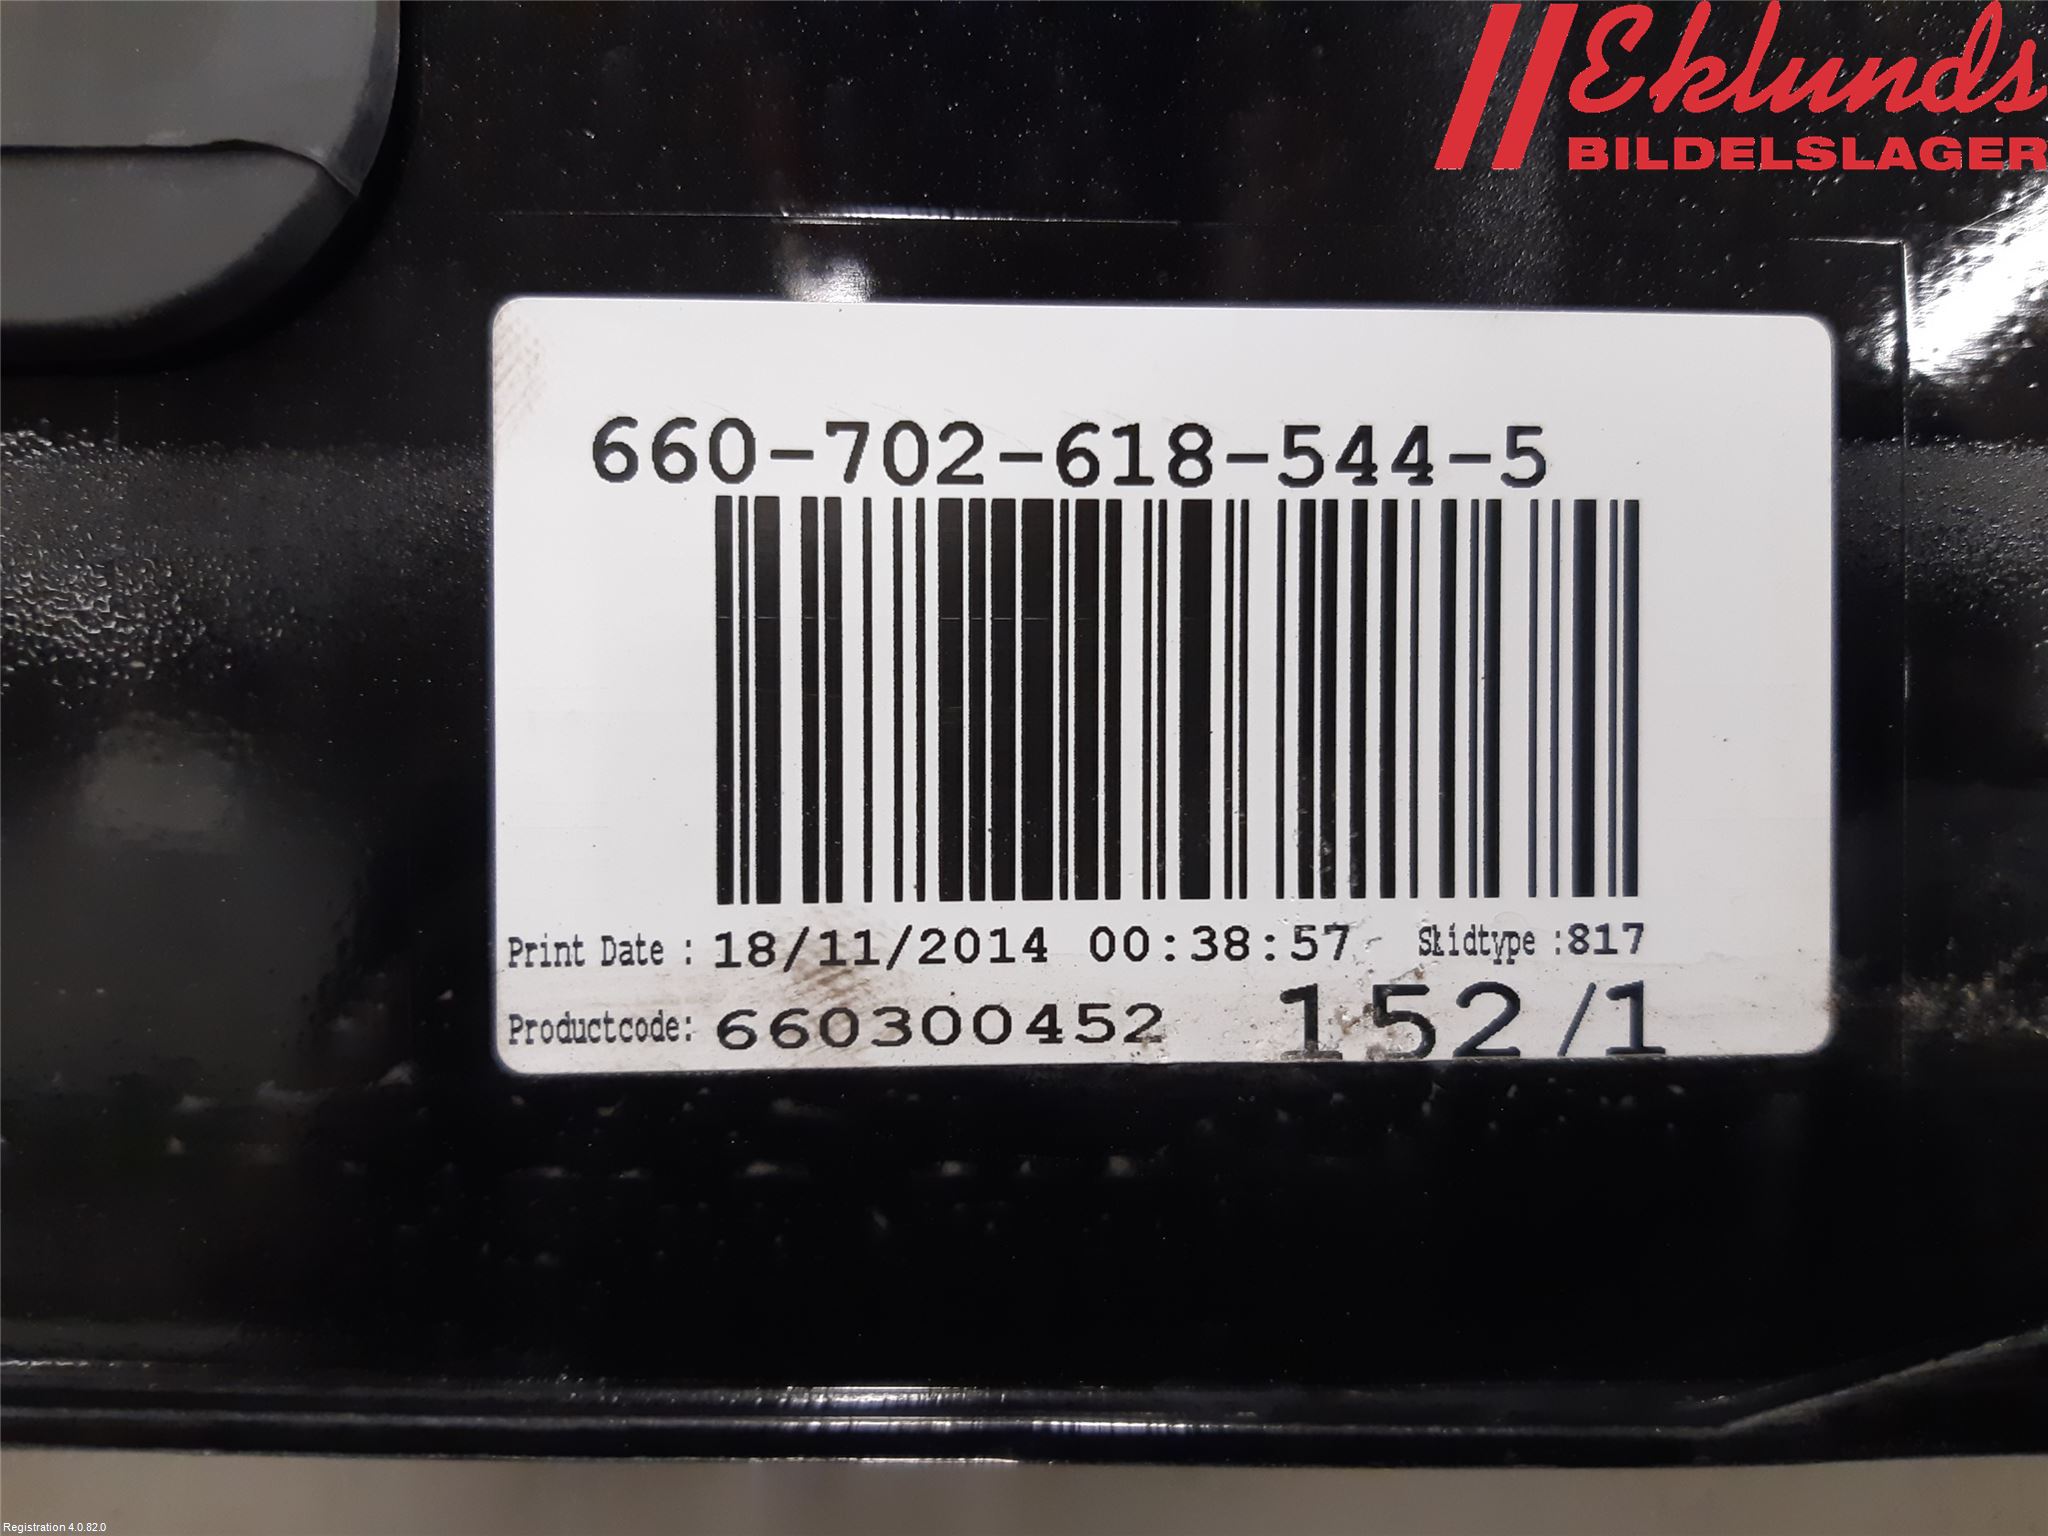 Eklunds
BILDELSLAGER
660-702-618-544-5
Print Date : 18/11/2014 00:38:57 Skidtype :817
Productcode: 660300452 152/1
Registration 4.0.82.0